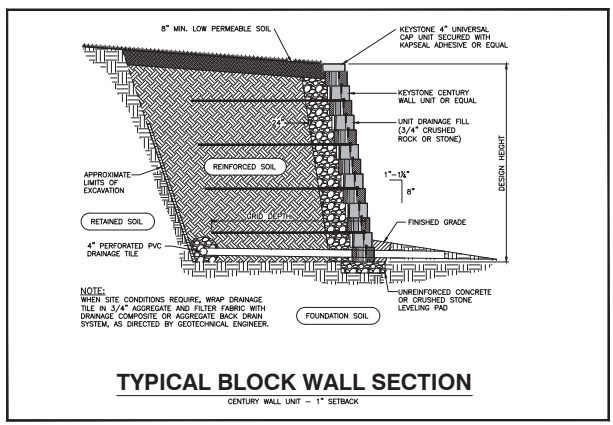 8" MIN. LOW PERMEABLE SOIL
KEYSTONE 4" UNIVERSAL
CAP UNIT SECURED WITH
KAPSEAL ADHESIVE OR EQUAL
KEYSTONE CENTURY
WALL UNIT OR EQUAL
24"
UNIT DRAINAGE FILL
(3/4" CRUSHED
ROCK OR STONE)
DESIGN HEIGHT
REINFORCED SOIL
1"-1¼"
8"
APPROXIMATE
LIMITS OF
EXCAVATION
RETAINED SOIL
GRID DEPTH
FINISHED GRADE
4" PERFORATED PVC
DRAINAGE TILE
NOTE:
WHEN SITE CONDITIONS REQUIRE, WRAP DRAINAGE
TILE IN 3/4" AGGREGATE AND FILTER FABRIC WITH
DRAINAGE COMPOSITE OR AGGREGATE BACK DRAIN
SYSTEM, AS DIRECTED BY GEOTECHNICAL ENGINEER.
UNREINFORCED CONCRETE
OR CRUSHED STONE
LEVELING PAD
FOUNDATION SOIL
TYPICAL BLOCK WALL SECTION
CENTURY WALL UNIT - 1" SETBACK